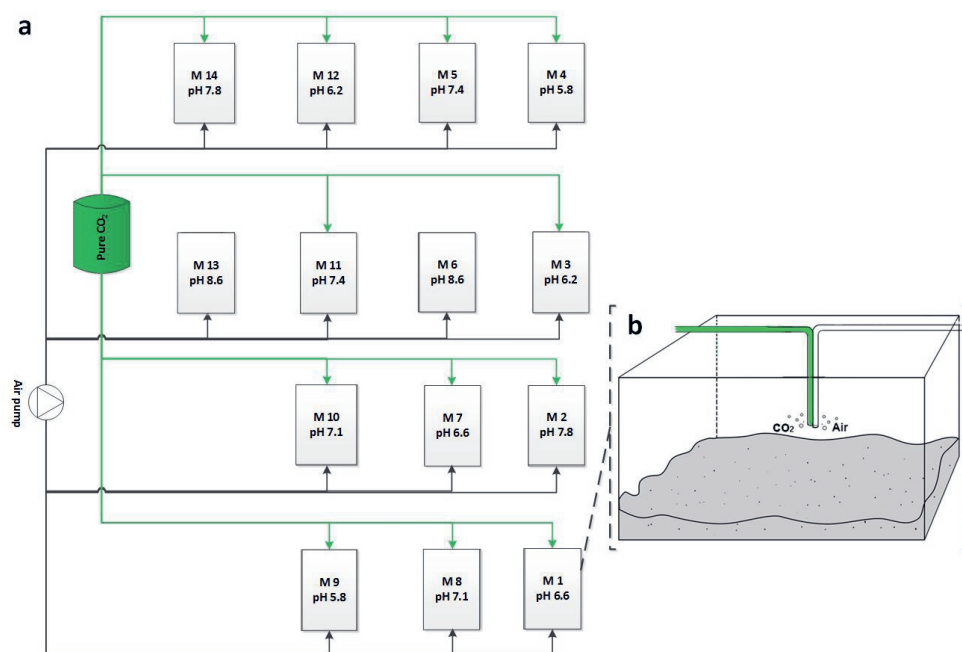 a
M 14
pH 7.8
M 12
pH 6.2
M 5
pH 7.4
M 4
pH 5.8
Pure CO₂
M 13
pH 8.6
M 11
pH 7.4
M 6
pH 8.6
M 3
pH 6.2
b
CO₂ Air
Air pump
M 10
pH 7.1
M 7
pH 6.6
M 2
pH 7.8
M 9
pH 5.8
M 8
pH 7.1
M 1
pH 6.6